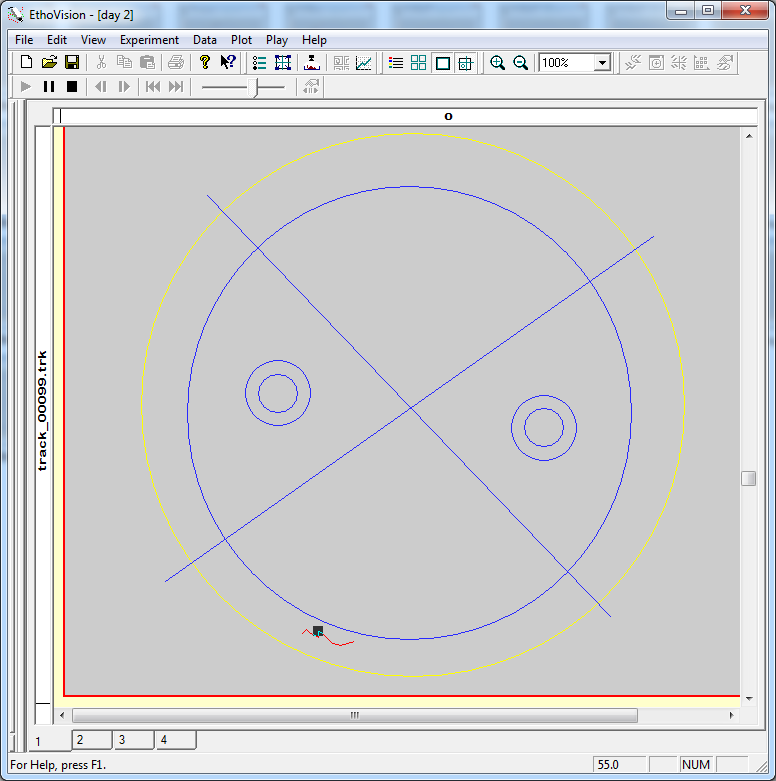 EthoVision - [day 2]
File Edit View Experiment Data Plot Play Help
100%
o
track_00099.trk
1 2 3 4
For Help, press F1.
55.0
NUM